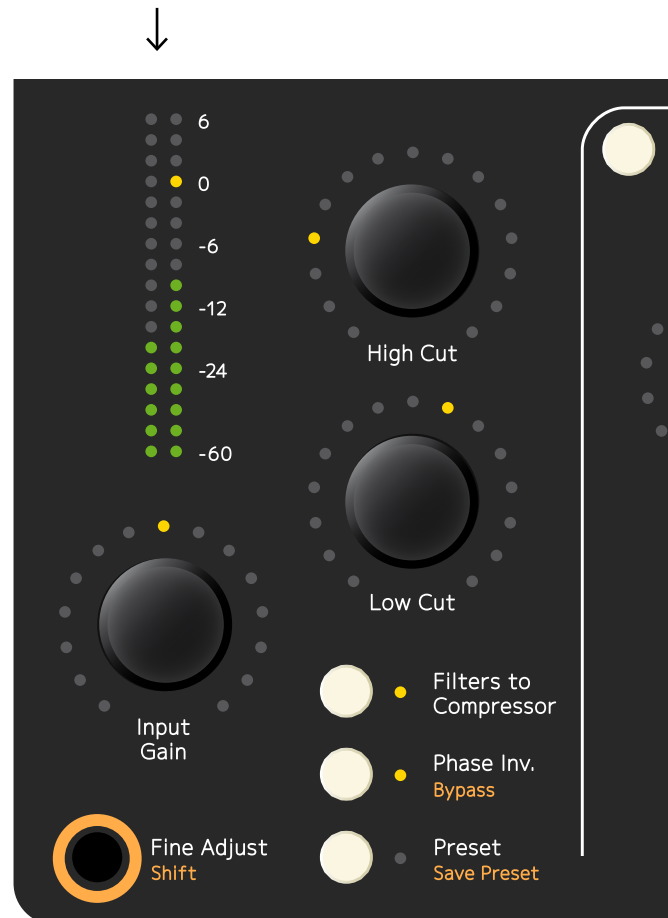 6
0
-6
-12
-24
-60
High Cut
Low Cut
Input
Gain
Filters to
Compressor
Phase Inv.
Bypass
Fine Adjust
Shift
Preset
Save Preset